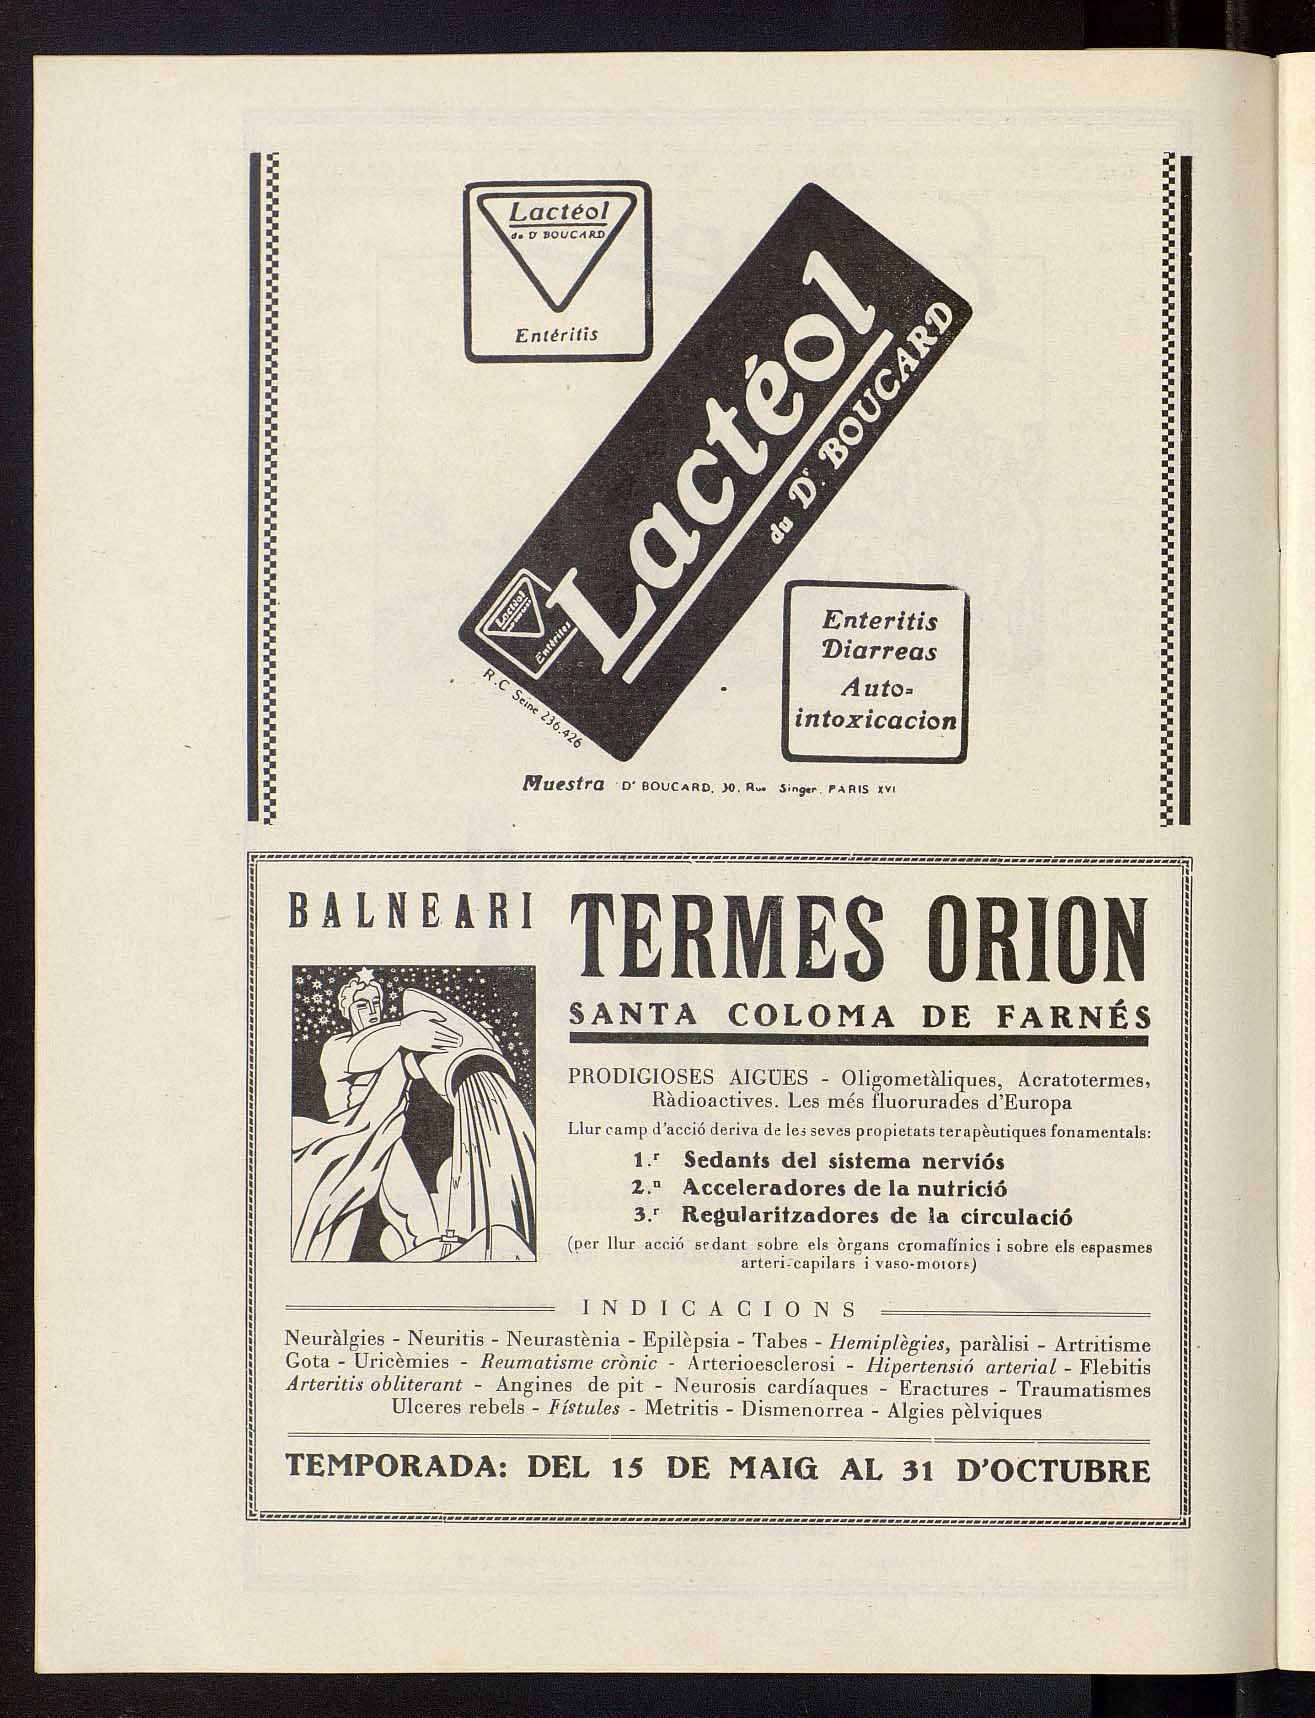 Lactéol
du Dr BOUCARD
Entéritis
Lactéol
du Dr. BOUCARD
Lactéol
Entérites
R.C Seine 236.426
Enteritis
Diarreas
Auto=
intoxicacion
Muestra Dr BOUCARD, 30, Rue Singer, PARIS XVI
BALNEARI
TERMES ORION
SANTA COLOMA DE FARNÉS
PRODIGIOSES AIGÜES - Oligometàliques, Acratotermes,
Ràdioactives. Les més fluorurades d'Europa
Llur camp d'acció deriva de les seves propietats terapèutiques fonamentals:
1.r Sedants del sistema nerviós
2.n Acceleradores de la nutrició
3.r Regularitzadores de la circulació
(per llur acció sedant sobre els òrgans cromafínics i sobre els espasmes
arteri-capilars i vaso-motors)
INDICACIONS
Neuràlgies - Neuritis - Neurastènia - Epilèpsia - Tabes - Hemiplègies, paràlisi - Artritisme
Gota - Uricèmies - Reumatisme crònic - Arterioesclerosi - Hipertensió arterial - Flebitis
Arteritis obliterant - Angines de pit - Neurosis cardíaques - Eractures - Traumatismes
Ulceres rebels - Fístules - Metritis - Dismenorrea - Algies pèlviques
TEMPORADA: DEL 15 DE MAIG AL 31 D'OCTUBRE